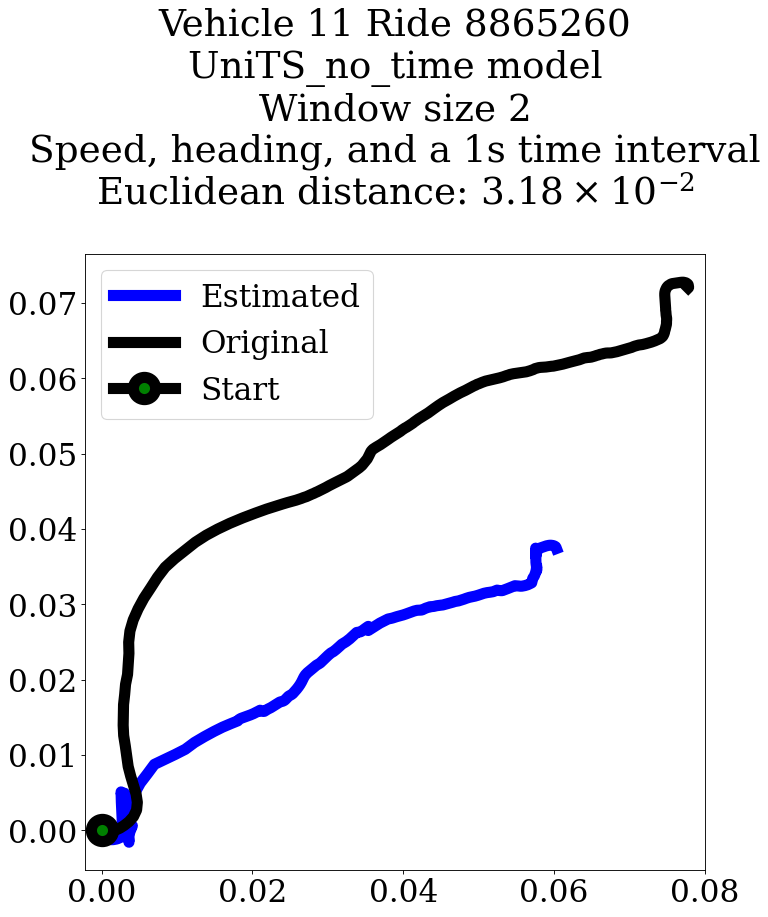 Vehicle 11 Ride 8865260
UniTS_no_time model
Window size 2
Speed, heading, and a 1s time interval
Euclidean distance: 3.18 × 10⁻²
Estimated
Original
Start
0.07
0.06
0.05
0.04
0.03
0.02
0.01
0.00
0.00 0.02 0.04 0.06 0.08